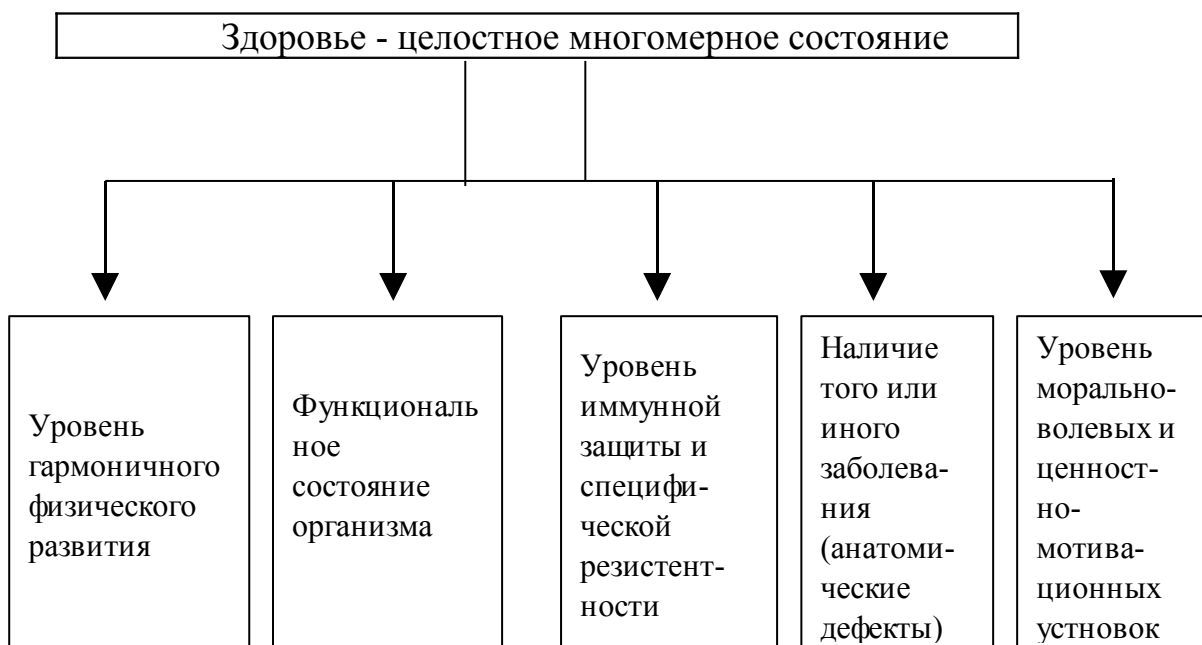 Здоровье - целостное многомерное состояние
Уровень
гармоничного
физического
развития
Функциональ
ное
состояние
организма
Уровень
иммунной
защиты и
специфи-
ческой
резистент-
ности
Наличие
того или
иного
заболева-
ния
(анатоми-
ческие
дефекты)
Уровень
морально-
волевых и
ценност-
но-
мотива-
ционных
устновок